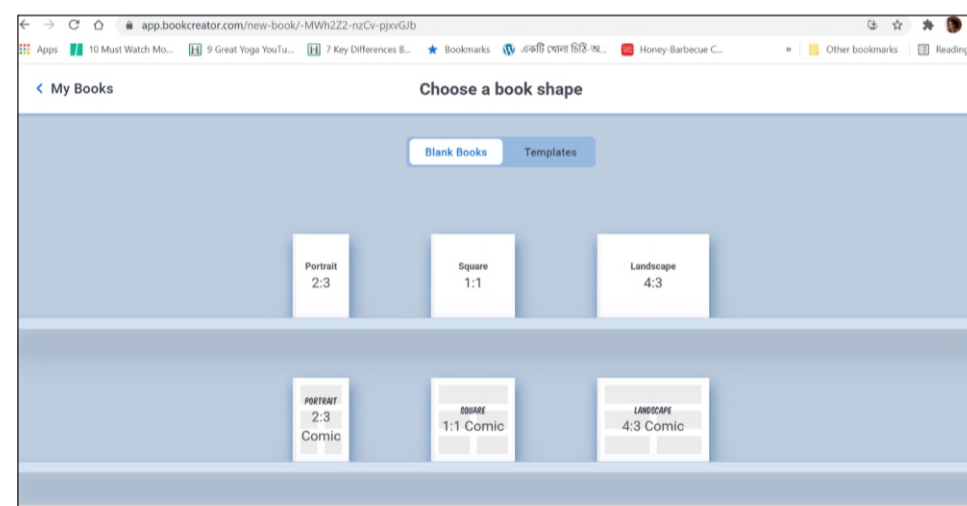 app.bookcreator.com/new-book/-MWh2Z2-nzCv-pjxvGJb
Apps 10 Must Watch Mo... 9 Great Yoga YouTu... 7 Key Differences B... Bookmarks .একটি খোলা চিঠি-অ... Honey-Barbecue C... » Other bookmarks Reading
My Books Choose a book shape
Blank Books Templates
Portrait Square Landscape
2:3 1:1 4:3
PORTRAIT SQUARE LANDSCAPE
2:3 1:1 Comic 4:3 Comic
Comic